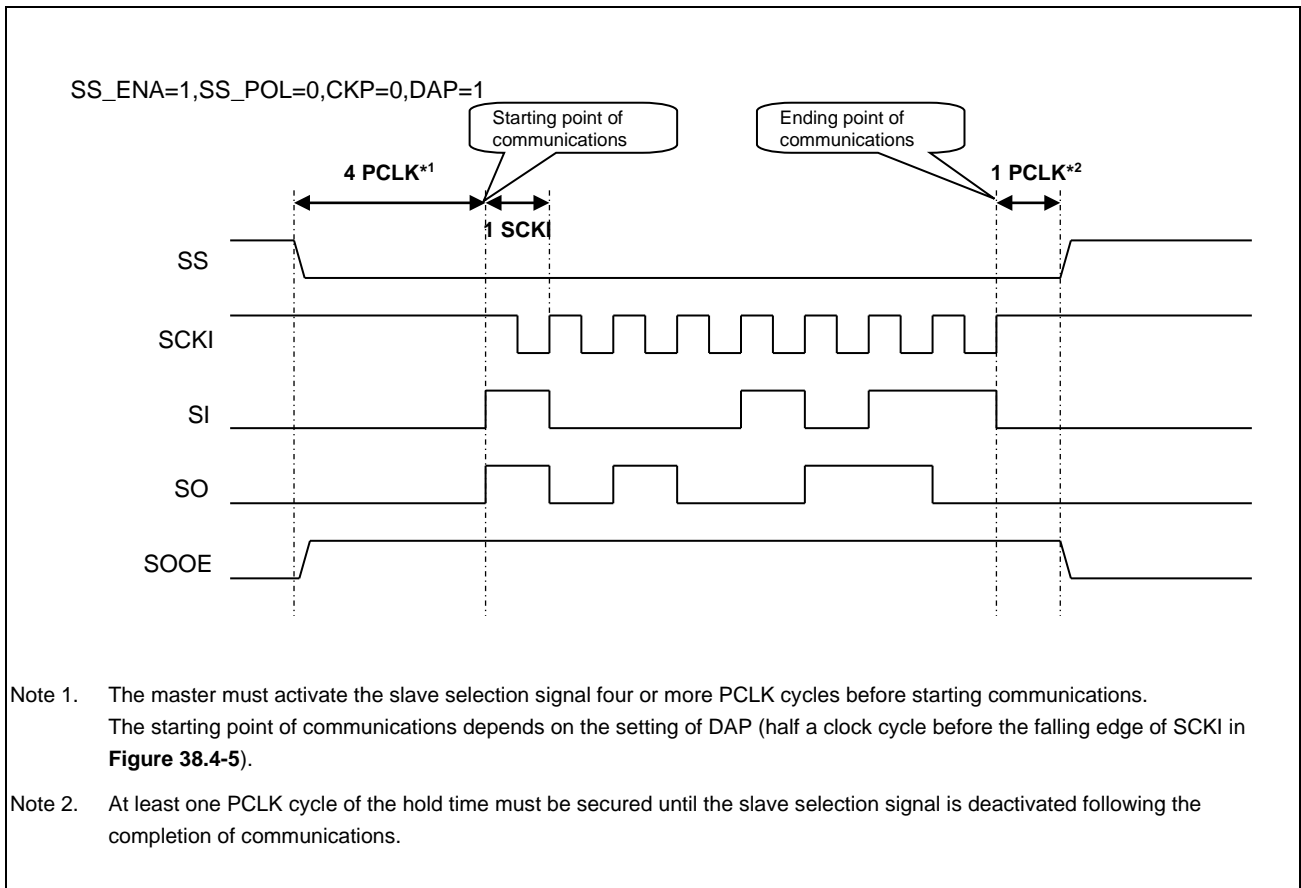 SS_ENA=1,SS_POL=0,CKP=0,DAP=1
Starting point of
communications
Ending point of
communications
4 PCLK*1
1 PCLK*2
1 SCKI
SS
SCKI
SI
SO
SOOE
Note 1. The master must activate the slave selection signal four or more PCLK cycles before starting communications.
The starting point of communications depends on the setting of DAP (half a clock cycle before the falling edge of SCKI in
Figure 38.4-5).
Note 2. At least one PCLK cycle of the hold time must be secured until the slave selection signal is deactivated following the
completion of communications.